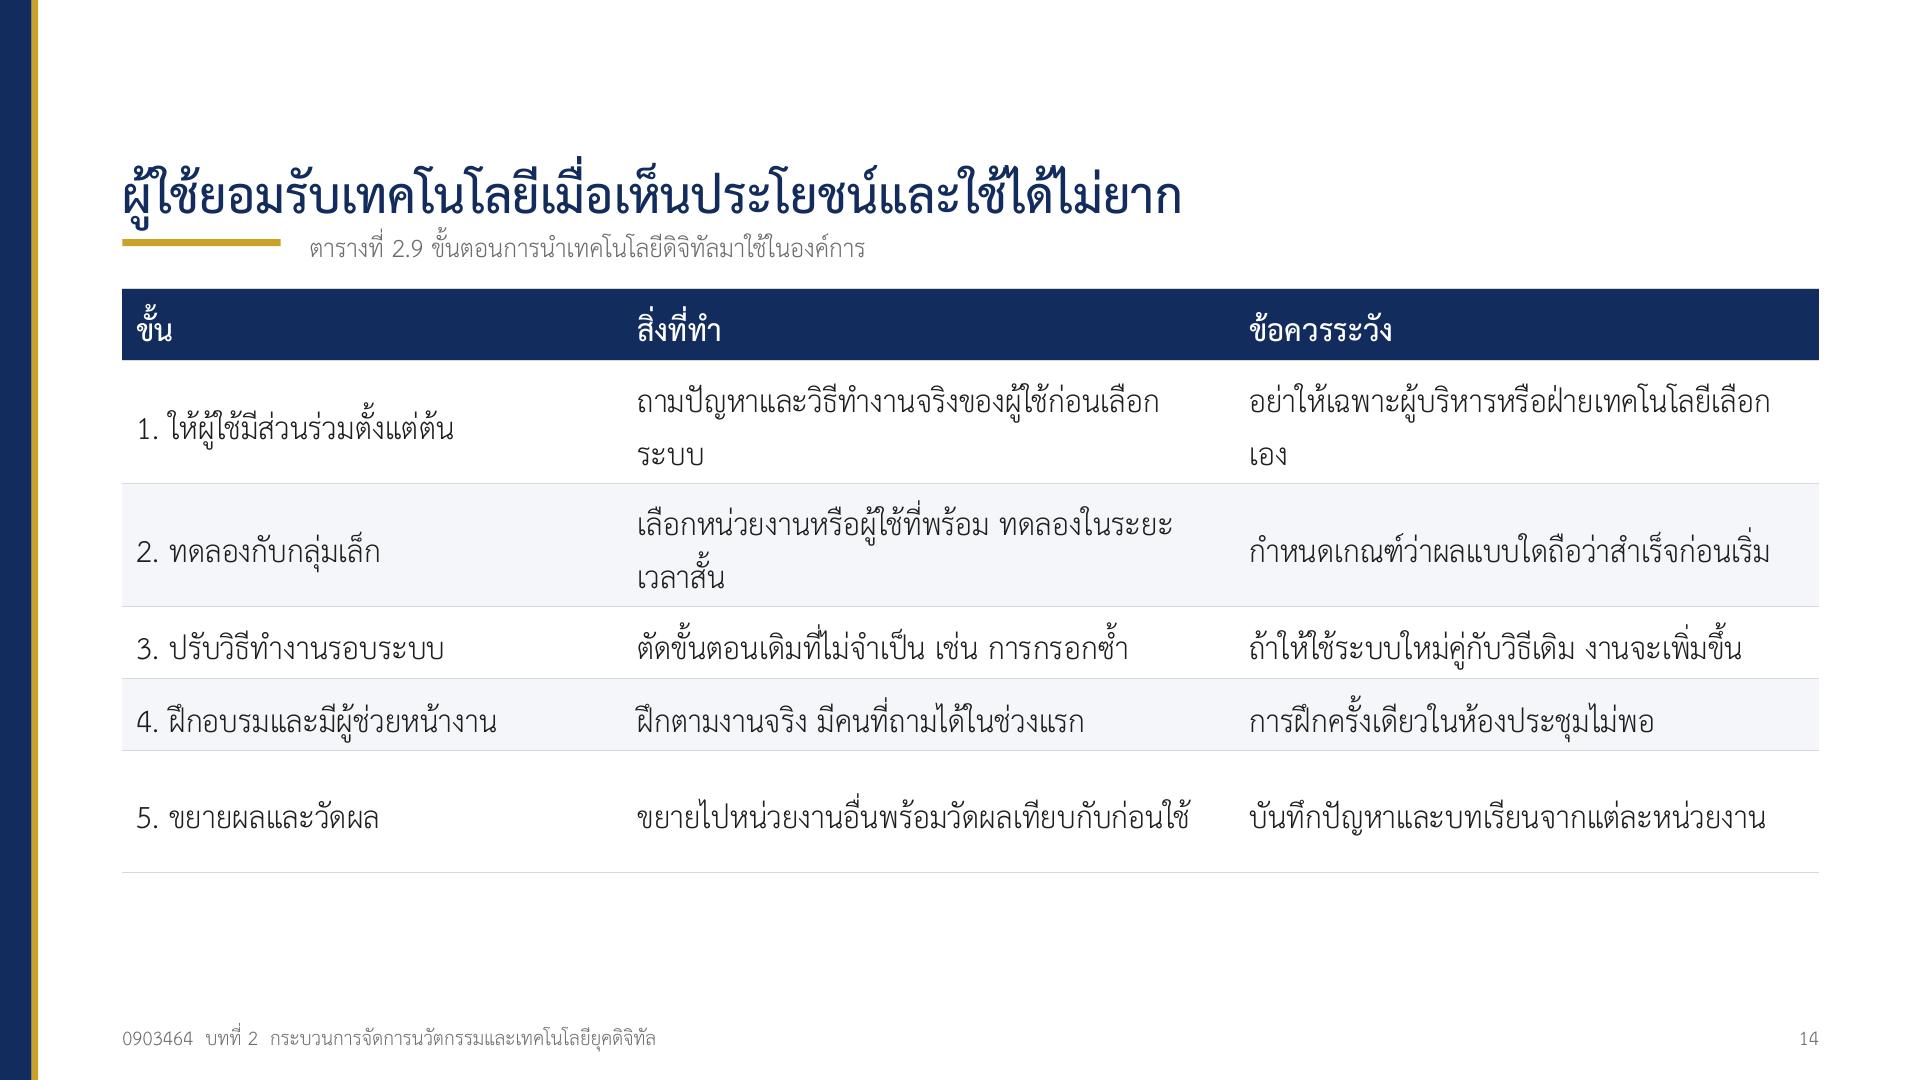 ผู้ใช้ยอมรับเทคโนโลยีเมื่อเห็นประโยชน์และใช้ได้ไม่ยาก
ตารางที่ 2.9 ขั้นตอนการนำเทคโนโลยีดิจิทัลมาใช้ในองค์การ
ขั้น สิ่งที่ทำ ข้อควรระวัง
1. ให้ผู้ใช้มีส่วนร่วมตั้งแต่ต้น
ถามปัญหาและวิธีทำงานจริงของผู้ใช้ก่อนเลือก
ระบบ
อย่าให้เฉพาะผู้บริหารหรือฝ่ายเทคโนโลยีเลือก
เอง
2. ทดลองกับกลุ่มเล็ก
เลือกหน่วยงานหรือผู้ใช้ที่พร้อม ทดลองในระยะ
เวลาสั้น
กำหนดเกณฑ์ว่าผลแบบใดถือว่าสำเร็จก่อนเริ่ม
3. ปรับวิธีทำงานรอบระบบ ตัดขั้นตอนเดิมที่ไม่จำเป็น เช่น การกรอกซ้ำ ถ้าให้ใช้ระบบใหม่คู่กับวิธีเดิม งานจะเพิ่มขึ้น
4. ฝึกอบรมและมีผู้ช่วยหน้างาน ฝึกตามงานจริง มีคนที่ถามได้ในช่วงแรก การฝึกครั้งเดียวในห้องประชุมไม่พอ
5. ขยายผลและวัดผล ขยายไปหน่วยงานอื่นพร้อมวัดผลเทียบกับก่อนใช้ บันทึกปัญหาและบทเรียนจากแต่ละหน่วยงาน
0903464 บทที่ 2 กระบวนการจัดการนวัตกรรมและเทคโนโลยียุคดิจิทัล 14